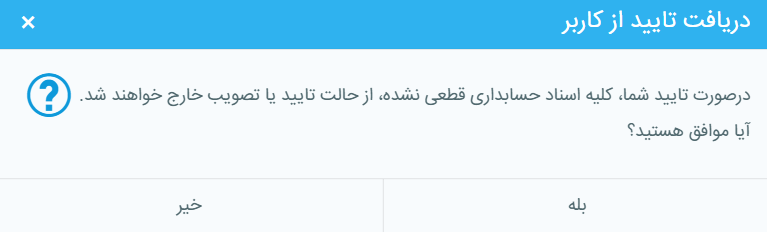 دریافت تایید از کاربر
درصورت تایید شما، کلیه اسناد حسابداری قطعی نشده، از حالت تایید یا تصویب خارج خواهند شد.
آیا موافق هستید؟
بله
خیر